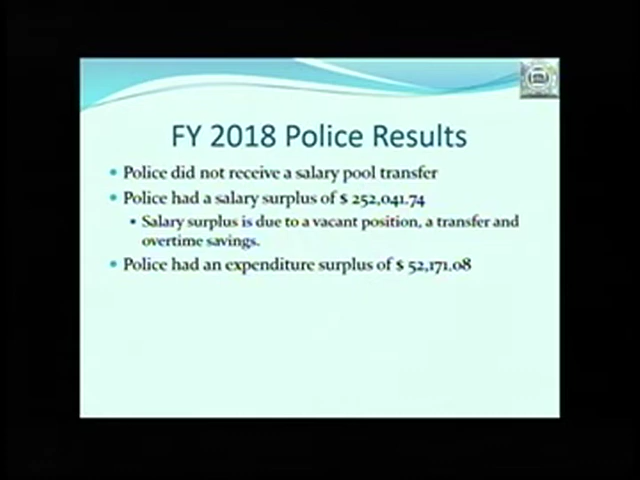 FY 2018 Police Results
• Police did not receive a salary pool transfer
• Police had a salary surplus of $ 252,041.74
• Salary surplus is due to a vacant position, a transfer and
overtime savings.
• Police had an expenditure surplus of $ 52,171.08